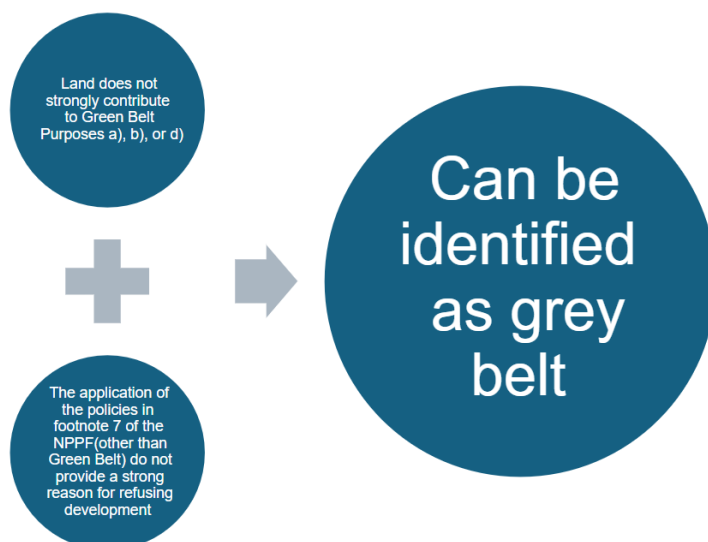 Land does not
strongly contribute
to Green Belt
Purposes a), b), or d)
The application of
the policies in
footnote 7 of the
NPPF(other than
Green Belt) do not
provide a strong
reason for refusing
development
Can be
identified
as grey
belt